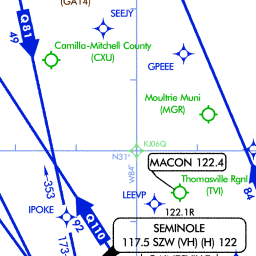 (GA14)
SEEJY
Q81
49
Camilla-Mitchell County
(CXU)
GPEEE
Moultrie Muni
(MGR)
KJ06Q
N31°
W84°
MACON 122.4
Thomasville Rgnl
(TVI)
84
353
LEEVP
122.1R
IPOKE
92
Q110
173
SEMINOLE
117.5 SZW (VH) (H) 122